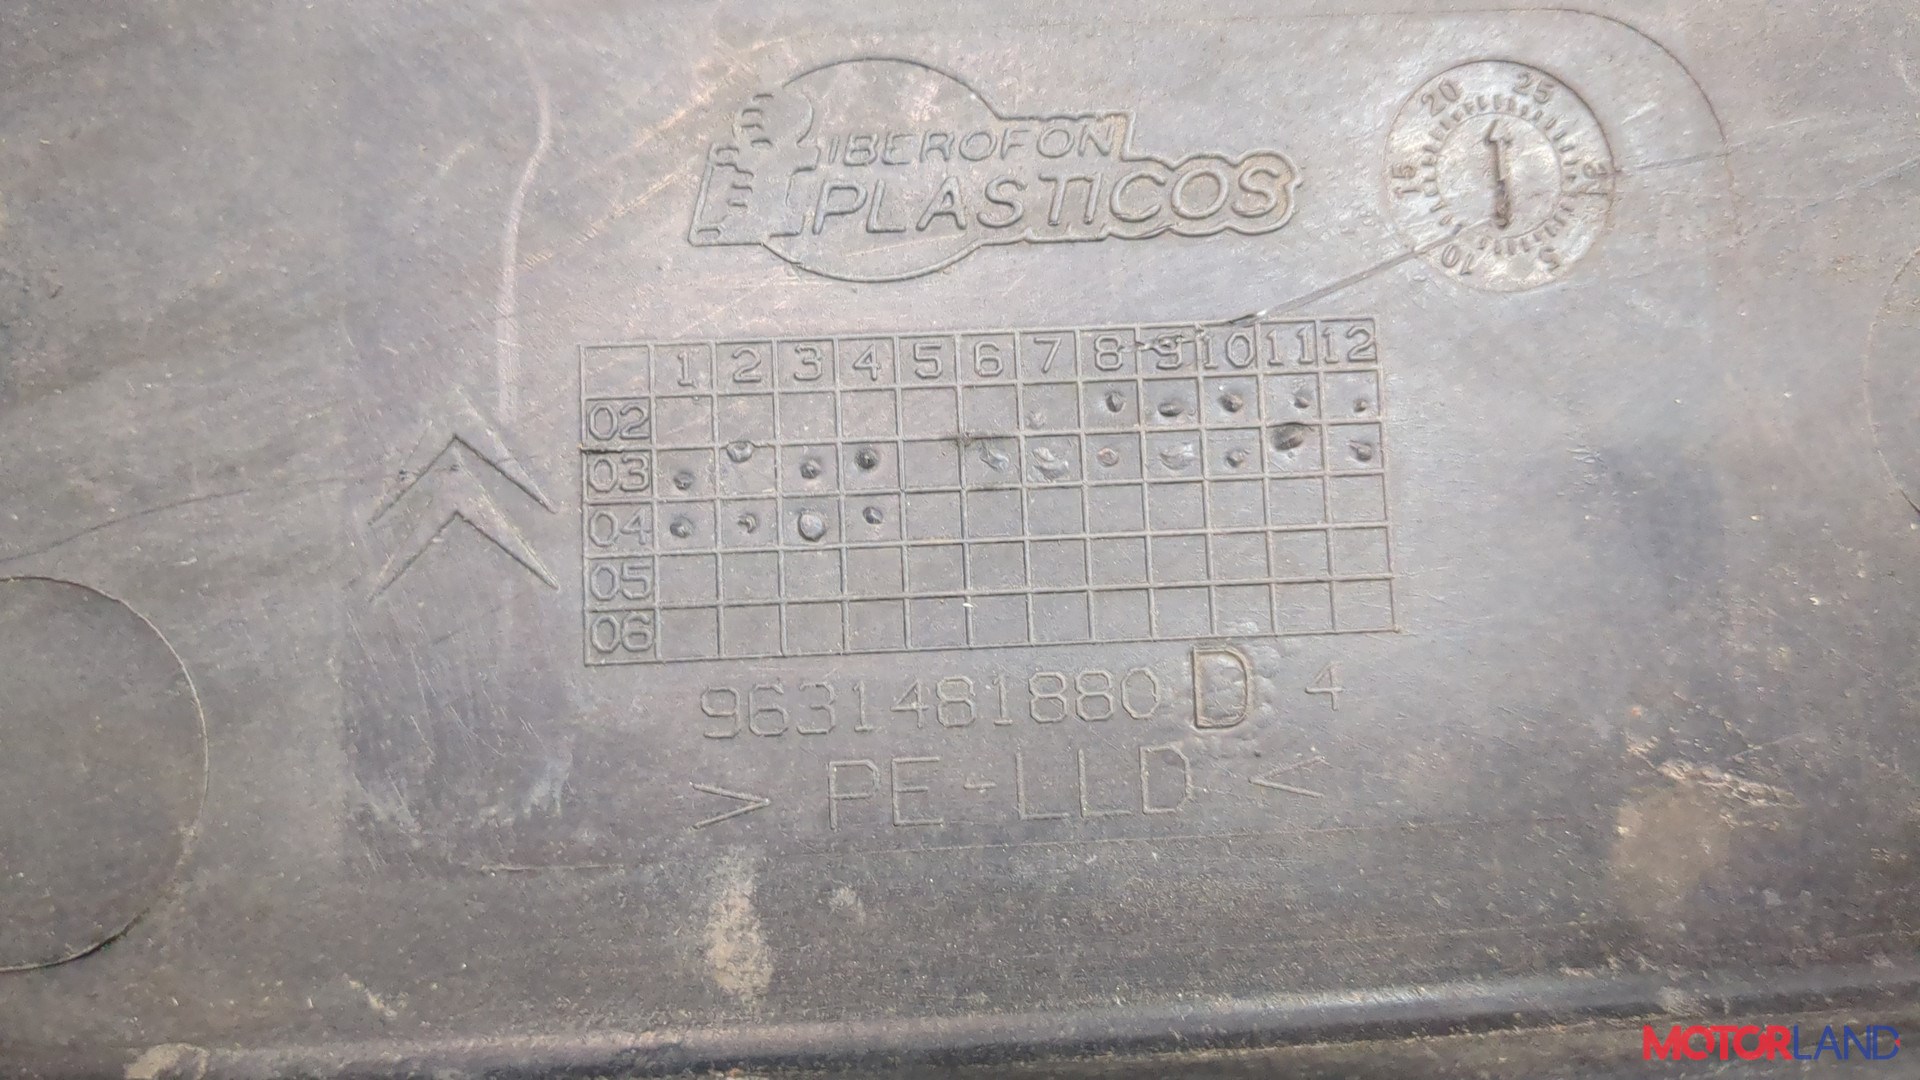 IBEROFON
PLASTICOS
5 10 15 20 25 31
1 2 3 4 5 6 7 8 9 10 11 12
02
03
04
05
06
9631481880 D 4
> PE-LLD <
MOTORLAND